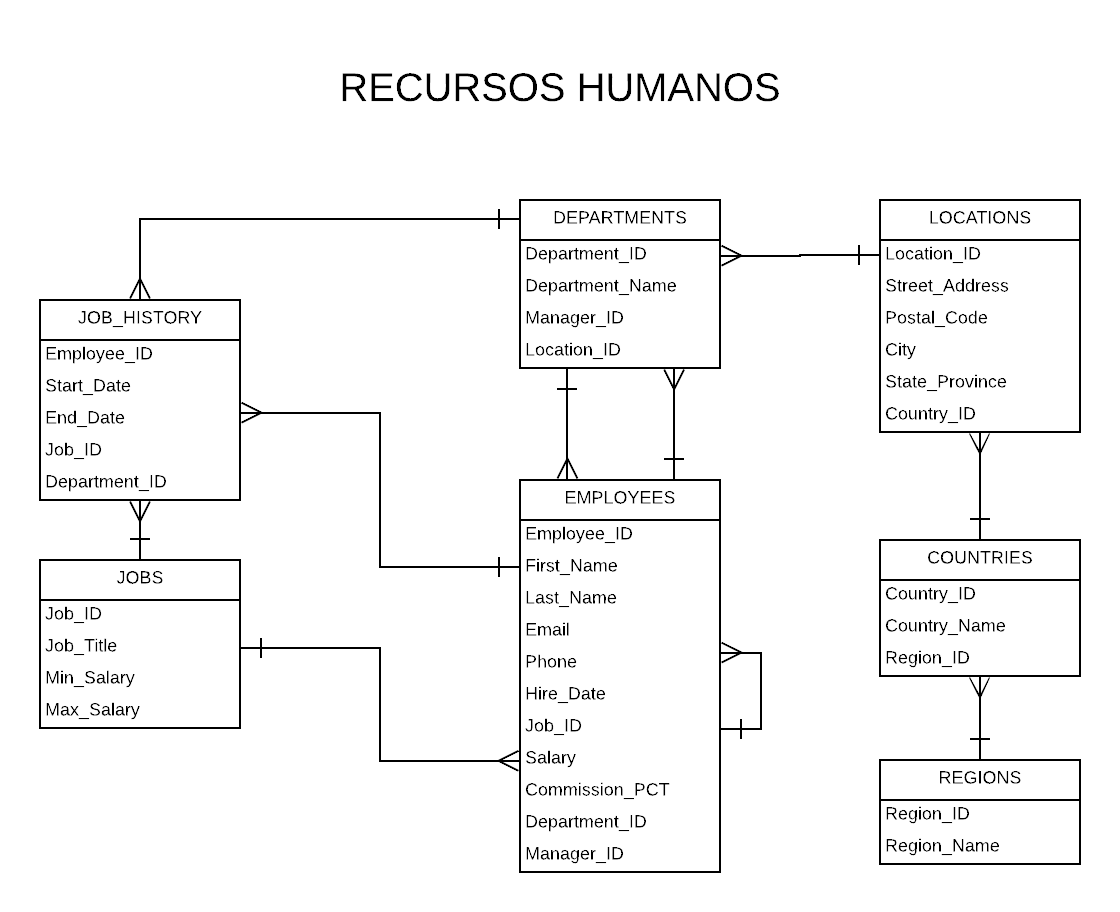 RECURSOS HUMANOS
DEPARTMENTS
Department_ID
Department_Name
Manager_ID
Location_ID
LOCATIONS
Location_ID
Street_Address
Postal_Code
City
State_Province
Country_ID
JOB_HISTORY
Employee_ID
Start_Date
End_Date
Job_ID
Department_ID
EMPLOYEES
Employee_ID
First_Name
Last_Name
Email
Phone
Hire_Date
Job_ID
Salary
Commission_PCT
Department_ID
Manager_ID
COUNTRIES
Country_ID
Country_Name
Region_ID
JOBS
Job_ID
Job_Title
Min_Salary
Max_Salary
REGIONS
Region_ID
Region_Name